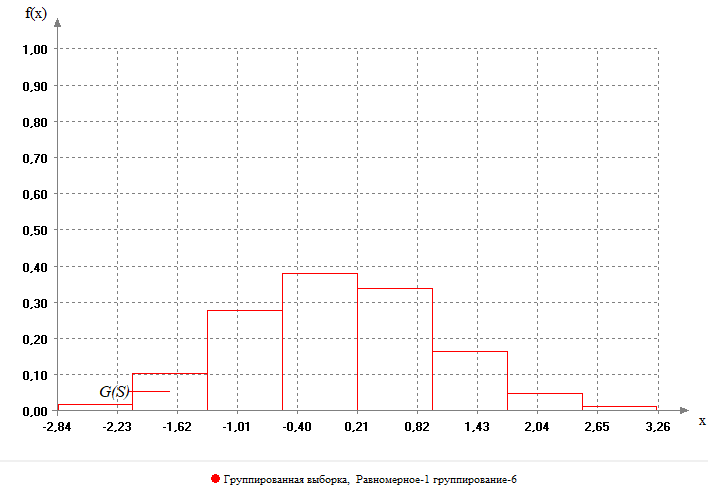 f(x)
1,00
0,90
0,80
0,70
0,60
0,50
0,40
0,30
0,20
0,10
G(S)
0,00
x
-2,84 -2,23 -1,62 -1,01 -0,40 0,21 0,82 1,43 2,04 2,65 3,26
Группированная выборка, Равномерное-1 группирование-6